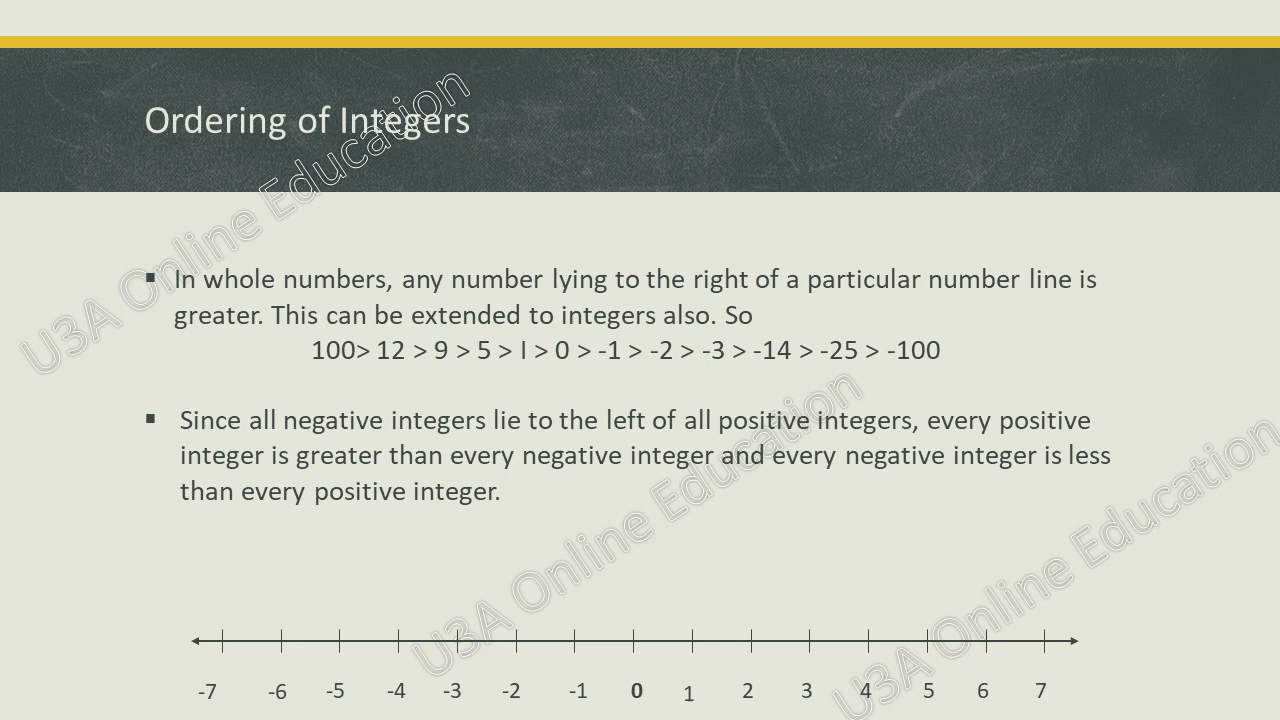 Ordering of Integers
▪ In whole numbers, any number lying to the right of a particular number line is
greater. This can be extended to integers also. So
100> 12 > 9 > 5 > I > 0 > -1 > -2 > -3 > -14 > -25 > -100
▪ Since all negative integers lie to the left of all positive integers, every positive
integer is greater than every negative integer and every negative integer is less
than every positive integer.
-7 -6 -5 -4 -3 -2 -1 0 1 2 3 4 5 6 7
U3A Online Education
U3A Online Education
U3A Online Education